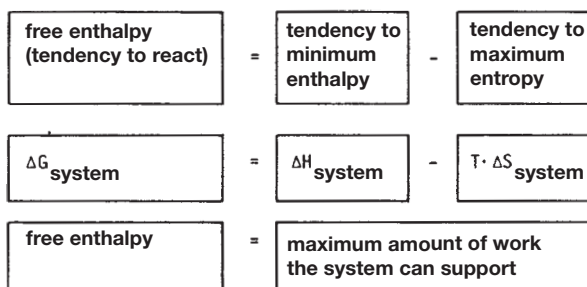 free enthalpy = tendency to - tendency to
(tendency to react) minimum maximum
enthalpy entropy
ΔG system = ΔH system - T· ΔS system
free enthalpy = maximum amount of work
the system can support